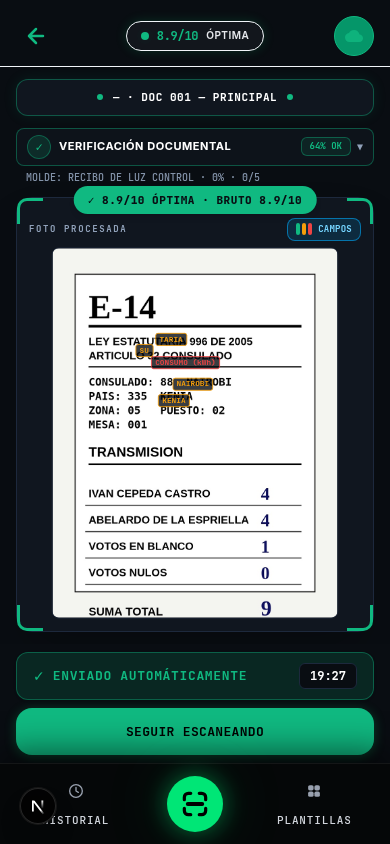 8.9/10 ÓPTIMA
— · DOC 001 — PRINCIPAL
✓ VERIFICACIÓN DOCUMENTAL 64% OK ▼
MOLDE: RECIBO DE LUZ CONTROL · 0% · 0/5
✓ 8.9/10 ÓPTIMA · BRUTO 8.9/10
FOTO PROCESADA CAMPOS
E-14
LEY 996 DE 2005
TARIA
SU
ARTICULO CONSULADO
CONSUMO (kWh)
CONSULADO: 88
NAIROBI
PAIS: 335 KENIA
KENIA
ZONA: 05 PUESTO: 02
MESA: 001
TRANSMISION
IVAN CEPEDA CASTRO 4
ABELARDO DE LA ESPRIELLA 4
VOTOS EN BLANCO 1
VOTOS NULOS 0
SUMA TOTAL 9
✓ ENVIADO AUTOMÁTICAMENTE 19:27
SEGUIR ESCANEANDO
N
ISTORIAL PLANTILLAS